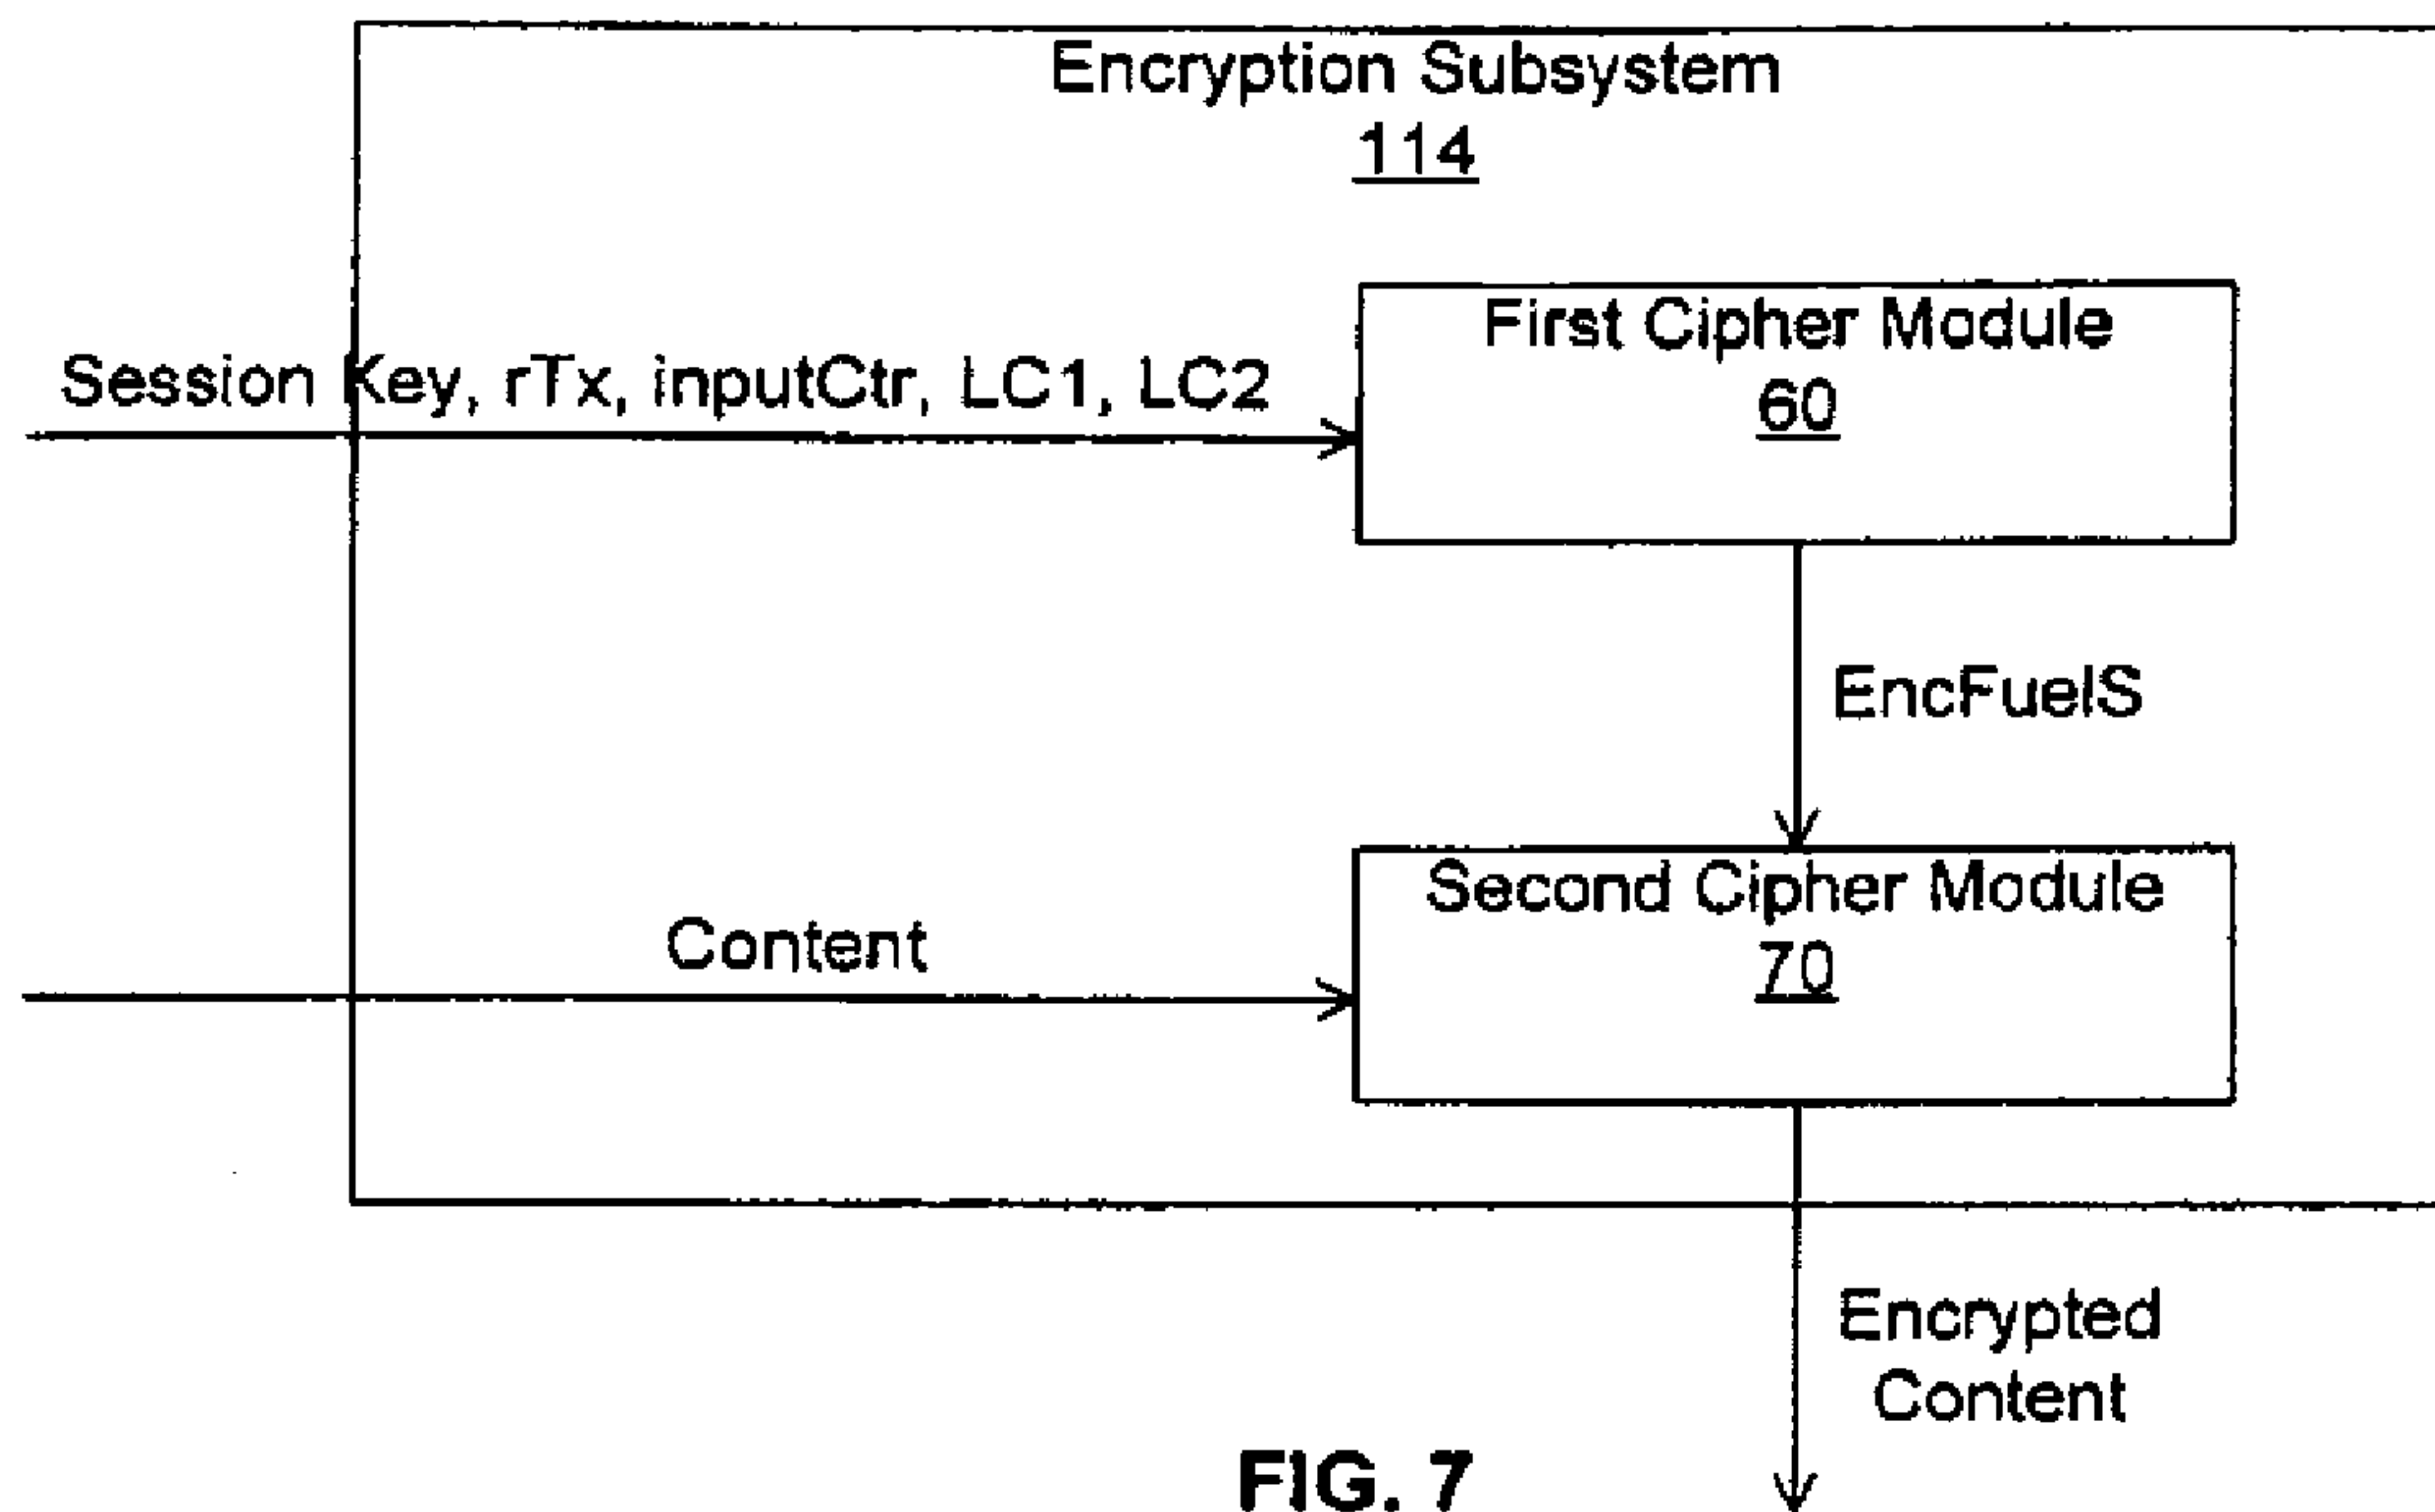 Encryption Subsystem
114
First Cipher Module
60
Session Key, rTx, inputCtr, LC1, LC2
EncFuelS
Second Cipher Module
70
Content
Encrypted
Content
FIG. 7